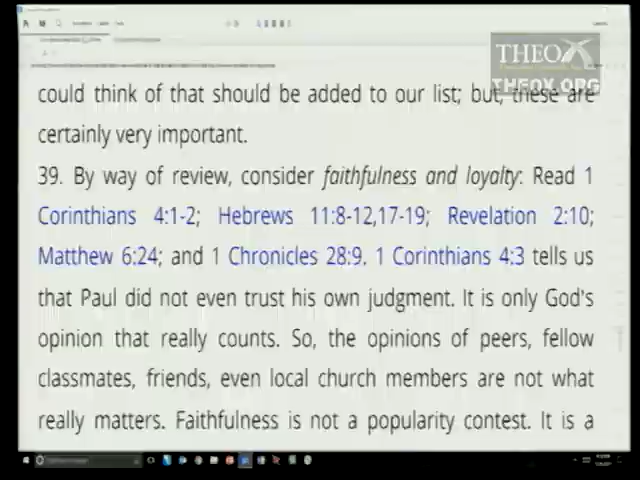 THEOX
THEOX.ORG
could think of that should be added to our list; but, these are
certainly very important.
39. By way of review, consider faithfulness and loyalty: Read 1
Corinthians 4:1-2; Hebrews 11:8-12,17-19; Revelation 2:10;
Matthew 6:24; and 1 Chronicles 28:9. 1 Corinthians 4:3 tells us
that Paul did not even trust his own judgment. It is only God's
opinion that really counts. So, the opinions of peers, fellow
classmates, friends, even local church members are not what
really matters. Faithfulness is not a popularity contest. It is a